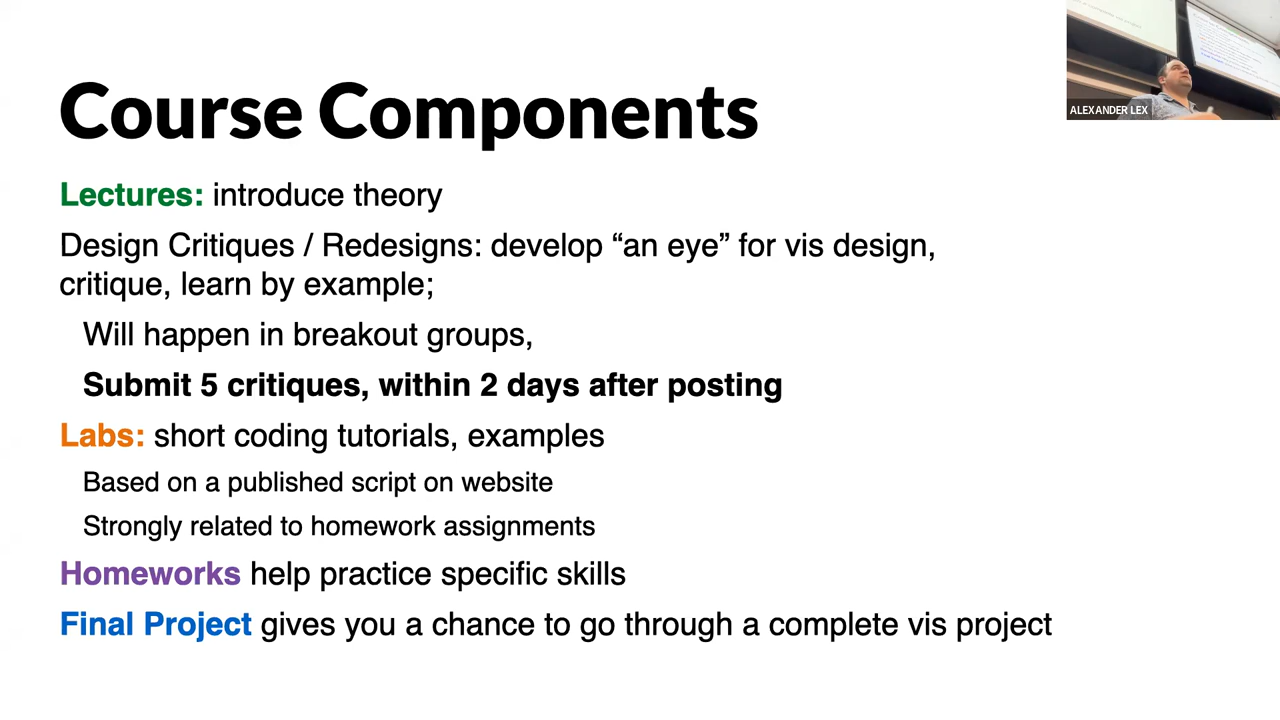 Course Components
ALEXANDER LEX
Lectures: introduce theory
Design Critiques / Redesigns: develop “an eye” for vis design,
critique, learn by example;
Will happen in breakout groups,
Submit 5 critiques, within 2 days after posting
Labs: short coding tutorials, examples
Based on a published script on website
Strongly related to homework assignments
Homeworks help practice specific skills
Final Project gives you a chance to go through a complete vis project